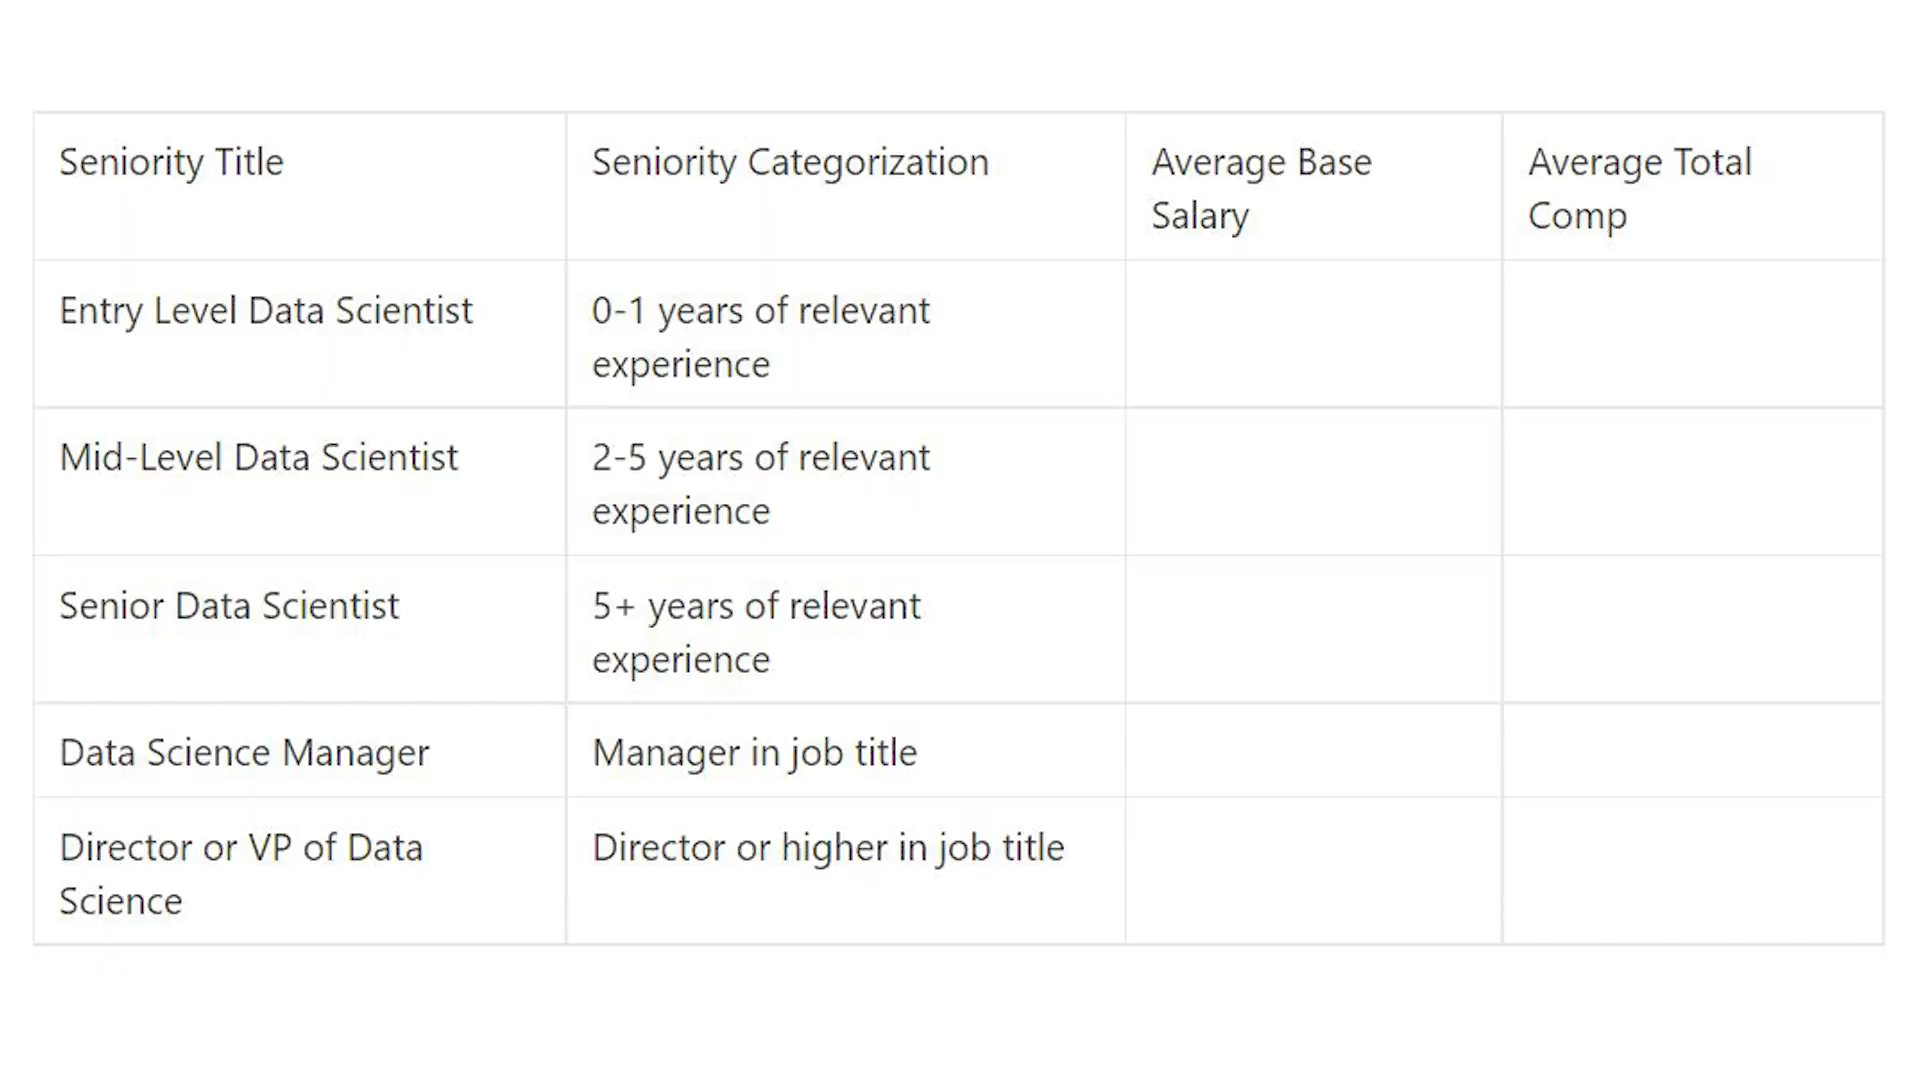 Seniority Title
Seniority Categorization
Average Base
Salary
Average Total
Comp
Entry Level Data Scientist
0-1 years of relevant
experience
Mid-Level Data Scientist
2-5 years of relevant
experience
Senior Data Scientist
5+ years of relevant
experience
Data Science Manager
Manager in job title
Director or VP of Data
Science
Director or higher in job title